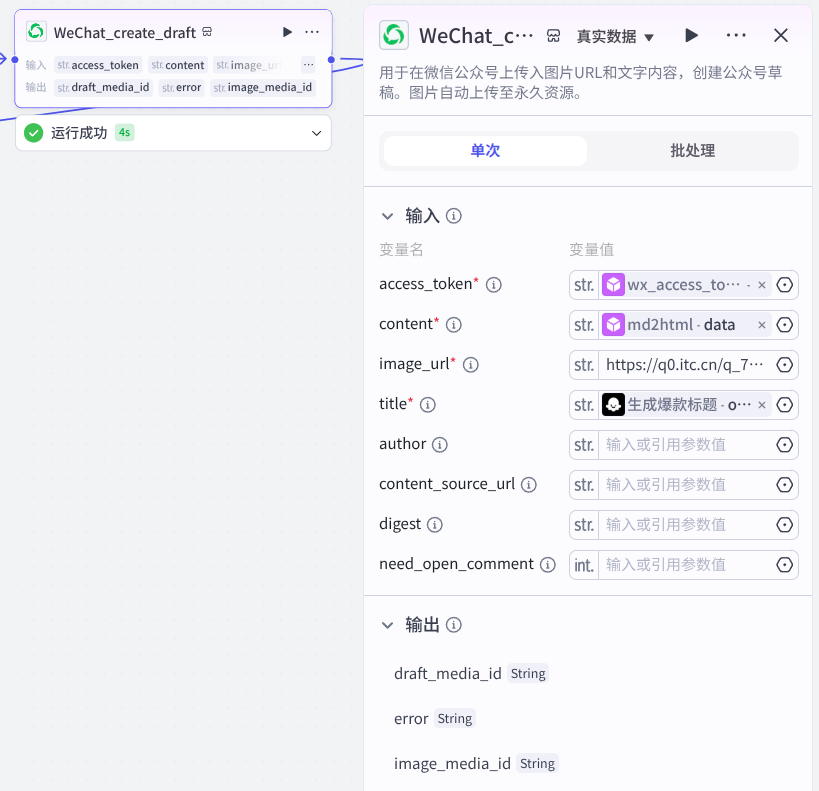 WeChat_create_draft
输入 str. access_token str. content str. image_ur ···
输出 str. draft_media_id str. error str. image_media_id
运行成功 4s
WeChat_c··· 真实数据
用于在微信公众号上传入图片URL和文字内容，创建公众号草
稿。图片自动上传至永久资源。
单次 批处理
输入
变量名 变量值
access_token* str. wx_access_to··· - ×
content* str. md2html - data ×
image_url* str. https://q0.itc.cn/q_7···
title* str. 生成爆款标题 - o··· ×
author str. 输入或引用参数值
content_source_url str. 输入或引用参数值
digest str. 输入或引用参数值
need_open_comment int. 输入或引用参数值
输出
draft_media_id String
error String
image_media_id String